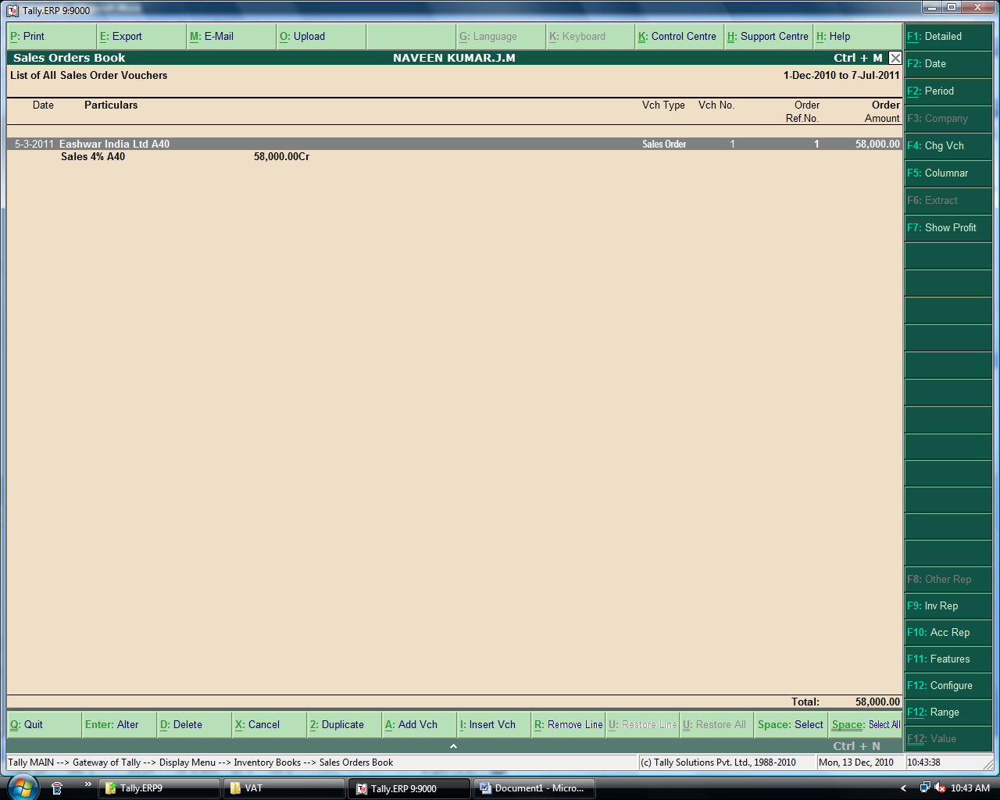 Tally.ERP 9:9000
P: Print E: Export M: E-Mail O: Upload G: Language K: Keyboard K: Control Centre H: Support Centre H: Help
Sales Orders Book NAVEEN KUMAR.J.M Ctrl + M
List of All Sales Order Vouchers 1-Dec-2010 to 7-Jul-2011
Date Particulars Vch Type Vch No. Order Order
Ref.No. Amount
5-3-2011 Eashwar India Ltd A40 Sales Order 1 1 58,000.00
Sales 4% A40 58,000.00Cr
Total: 58,000.00
F1: Detailed
F2: Date
F2: Period
F3: Company
F4: Chg Vch
F5: Columnar
F6: Extract
F7: Show Profit
F8: Other Rep
F9: Inv Rep
F10: Acc Rep
F11: Features
F12: Configure
F12: Range
F12: Value
Q: Quit Enter: Alter D: Delete X: Cancel 2: Duplicate A: Add Vch I: Insert Vch R: Remove Line U: Restore Line U: Restore All Space: Select Space: Select All
Ctrl + N
Tally MAIN --> Gateway of Tally --> Display Menu --> Inventory Books --> Sales Orders Book (c) Tally Solutions Pvt. Ltd., 1988-2010 Mon, 13 Dec, 2010 10:43:38
Tally.ERP9 VAT Tally.ERP 9:9000 Document1 - Micro... 10:43 AM